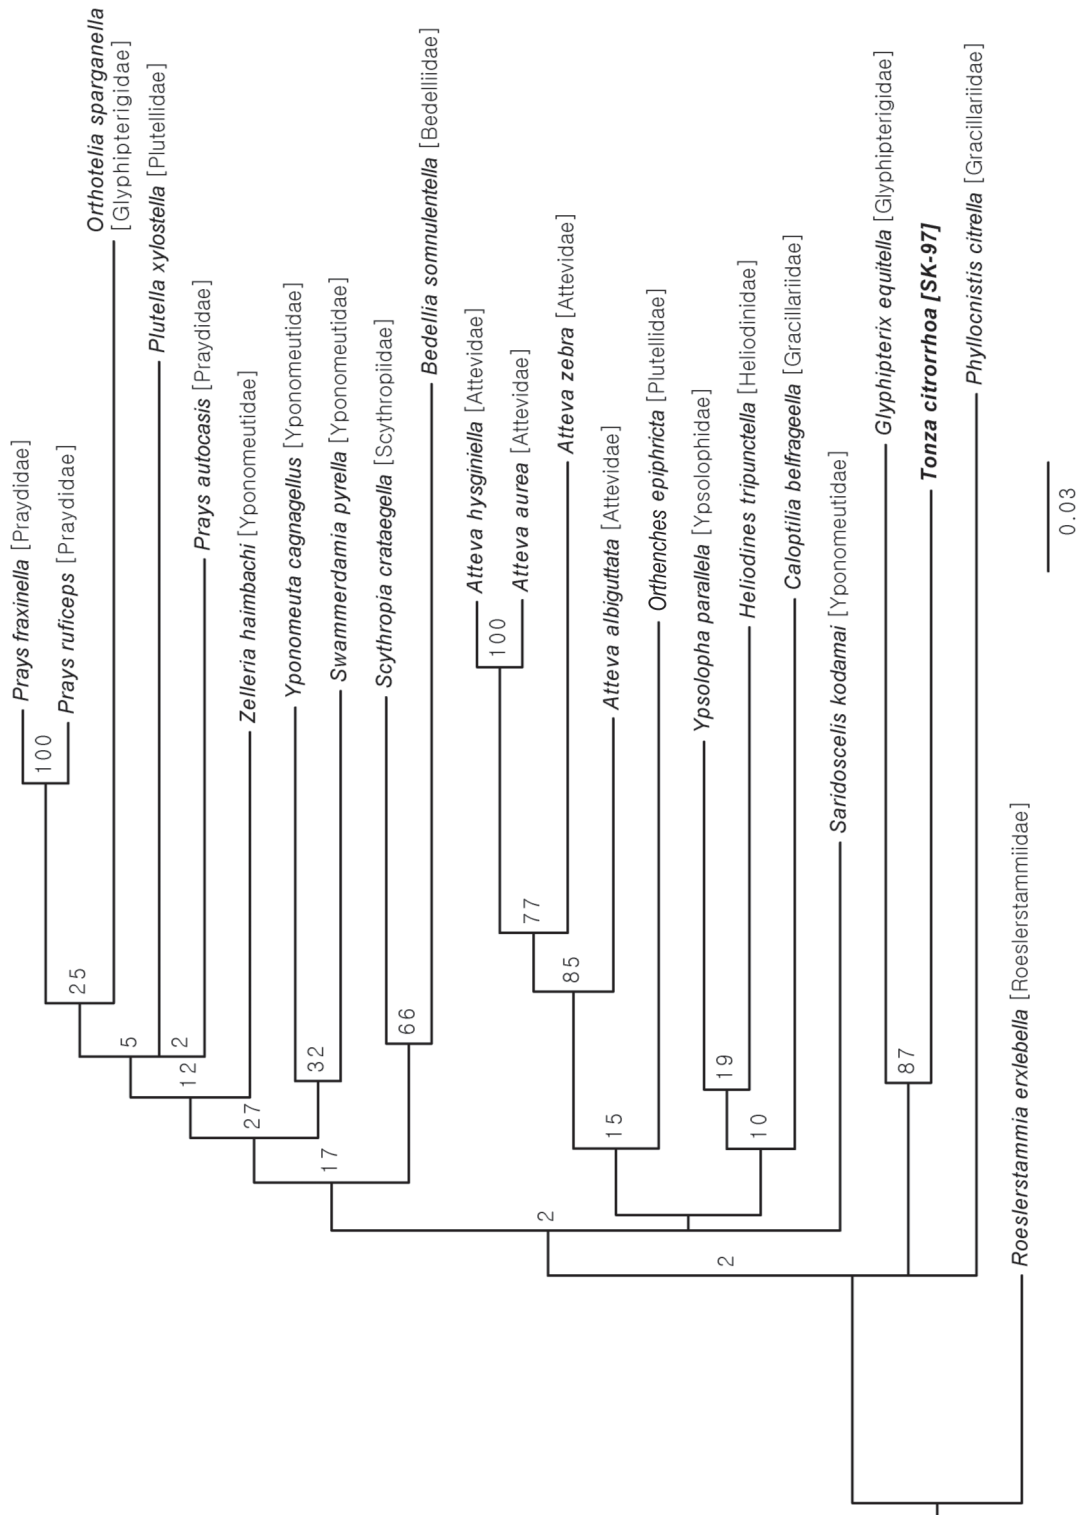 Prays fraxinella [Praydidae]
100
Prays ruficeps [Praydidae]
25
Orthotelia sparganella
[Glyphipterigidae]
5
Plutella xylostella [Plutellidae]
2
Prays autocasis [Praydidae]
12
Zelleria haimbachi [Yponomeutidae]
27
Yponomeuta cagnagellus [Yponomeutidae]
32
Swammerdamia pyrella [Yponomeutidae]
17
Scythropia crataegella [Scythropiidae]
66
Bedellia somnulentella [Bedelliidae]
2
Atteva hysginiella [Attevidae]
100
Atteva aurea [Attevidae]
77
Atteva zebra [Attevidae]
85
Atteva albiguttata [Attevidae]
15
Orthenches epiphricta [Plutellidae]
Ypsolopha parallela [Ypsolophidae]
19
Heliodines tripunctella [Heliodinidae]
10
Caloptilia belfrageella [Gracillariidae]
2
Saridoscelis kodamai [Yponomeutidae]
Glyphipterix equitella [Glyphipterigidae]
87
Tonza citrorrhoa [SK-97]
Phyllocnistis citrella [Gracillariidae]
Roeslerstammia erxlebella [Roeslerstammiidae]
0.03